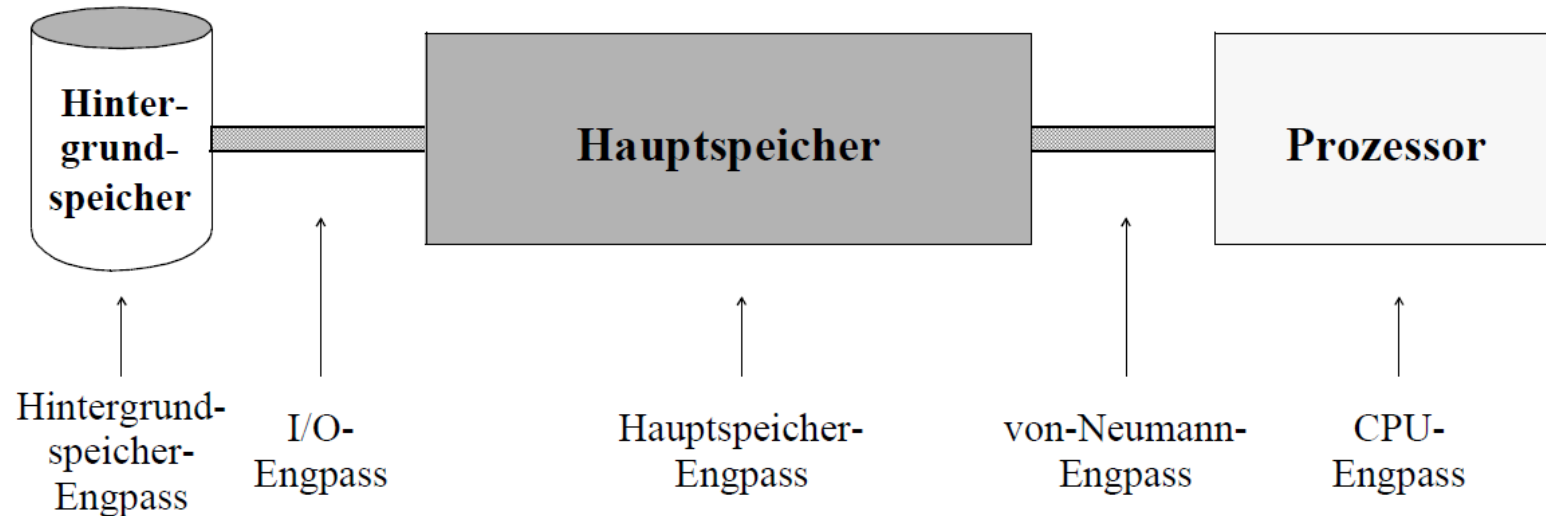 Hinter-
grund-
speicher
Hauptspeicher
Prozessor
Hintergrund-
speicher-
Engpass
I/O-
Engpass
Hauptspeicher-
Engpass
von-Neumann-
Engpass
CPU-
Engpass